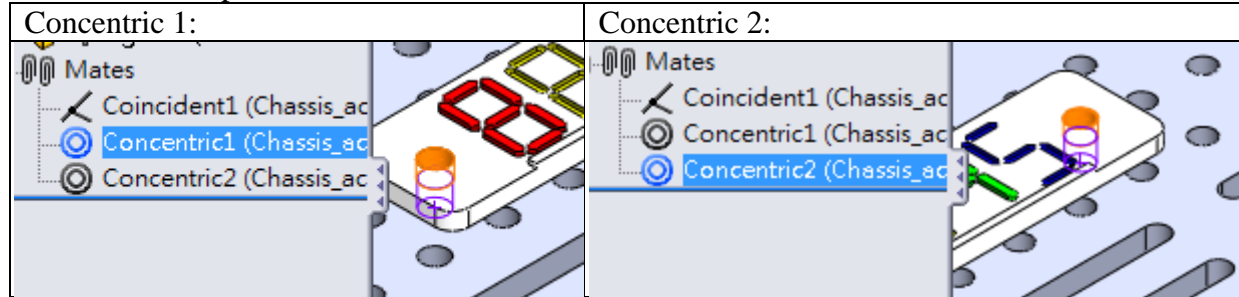 Concentric 1:
Concentric 2:
Mates
Coincident1 (Chassis_ac
Concentric1 (Chassis_ac
Concentric2 (Chassis_ac
Mates
Coincident1 (Chassis_ac
Concentric1 (Chassis_ac
Concentric2 (Chassis_ac